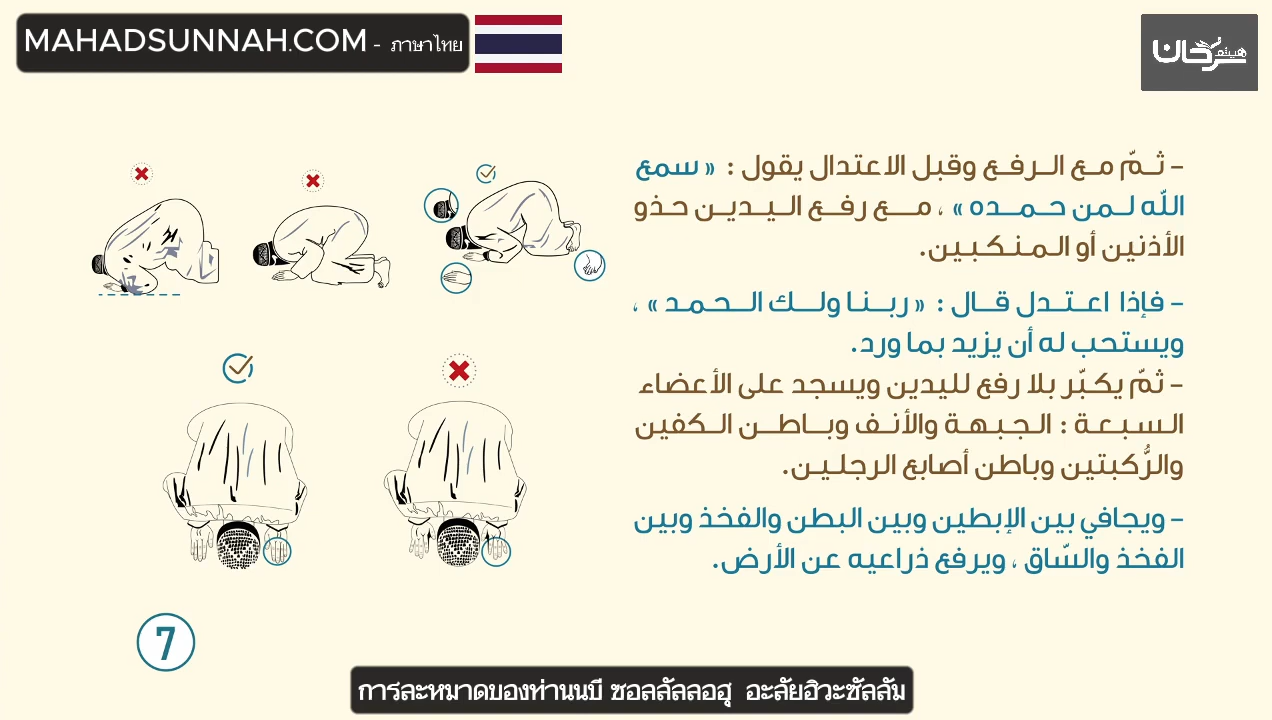 MAHADSUNNAH.COM - ภาษาไทย
هيثم سرحان
- ثمّ مع الرفع وقبل الاعتدال يقول : « سمع
اللّه لمن حمده » ، مع رفع اليدين حذو
الأذنين أو المنكبين.
- فإذا اعتدل قال : « ربنا ولك الحمد » ،
ويستحب له أن يزيد بما ورد.
- ثمّ يكبّر بلا رفع لليدين ويسجد على الأعضاء
السبعة : الجبهة والأنف وباطن الكفين
والرُّكبتين وباطن أصابع الرجلين.
- ويجافي بين الإبطين وبين البطن والفخذ وبين
الفخذ والسّاق ، ويرفع ذراعيه عن الأرض.
7
การละหมาดของท่านนบี ซอลลัลลอฮุ อะลัยฮิวะซัลลัม